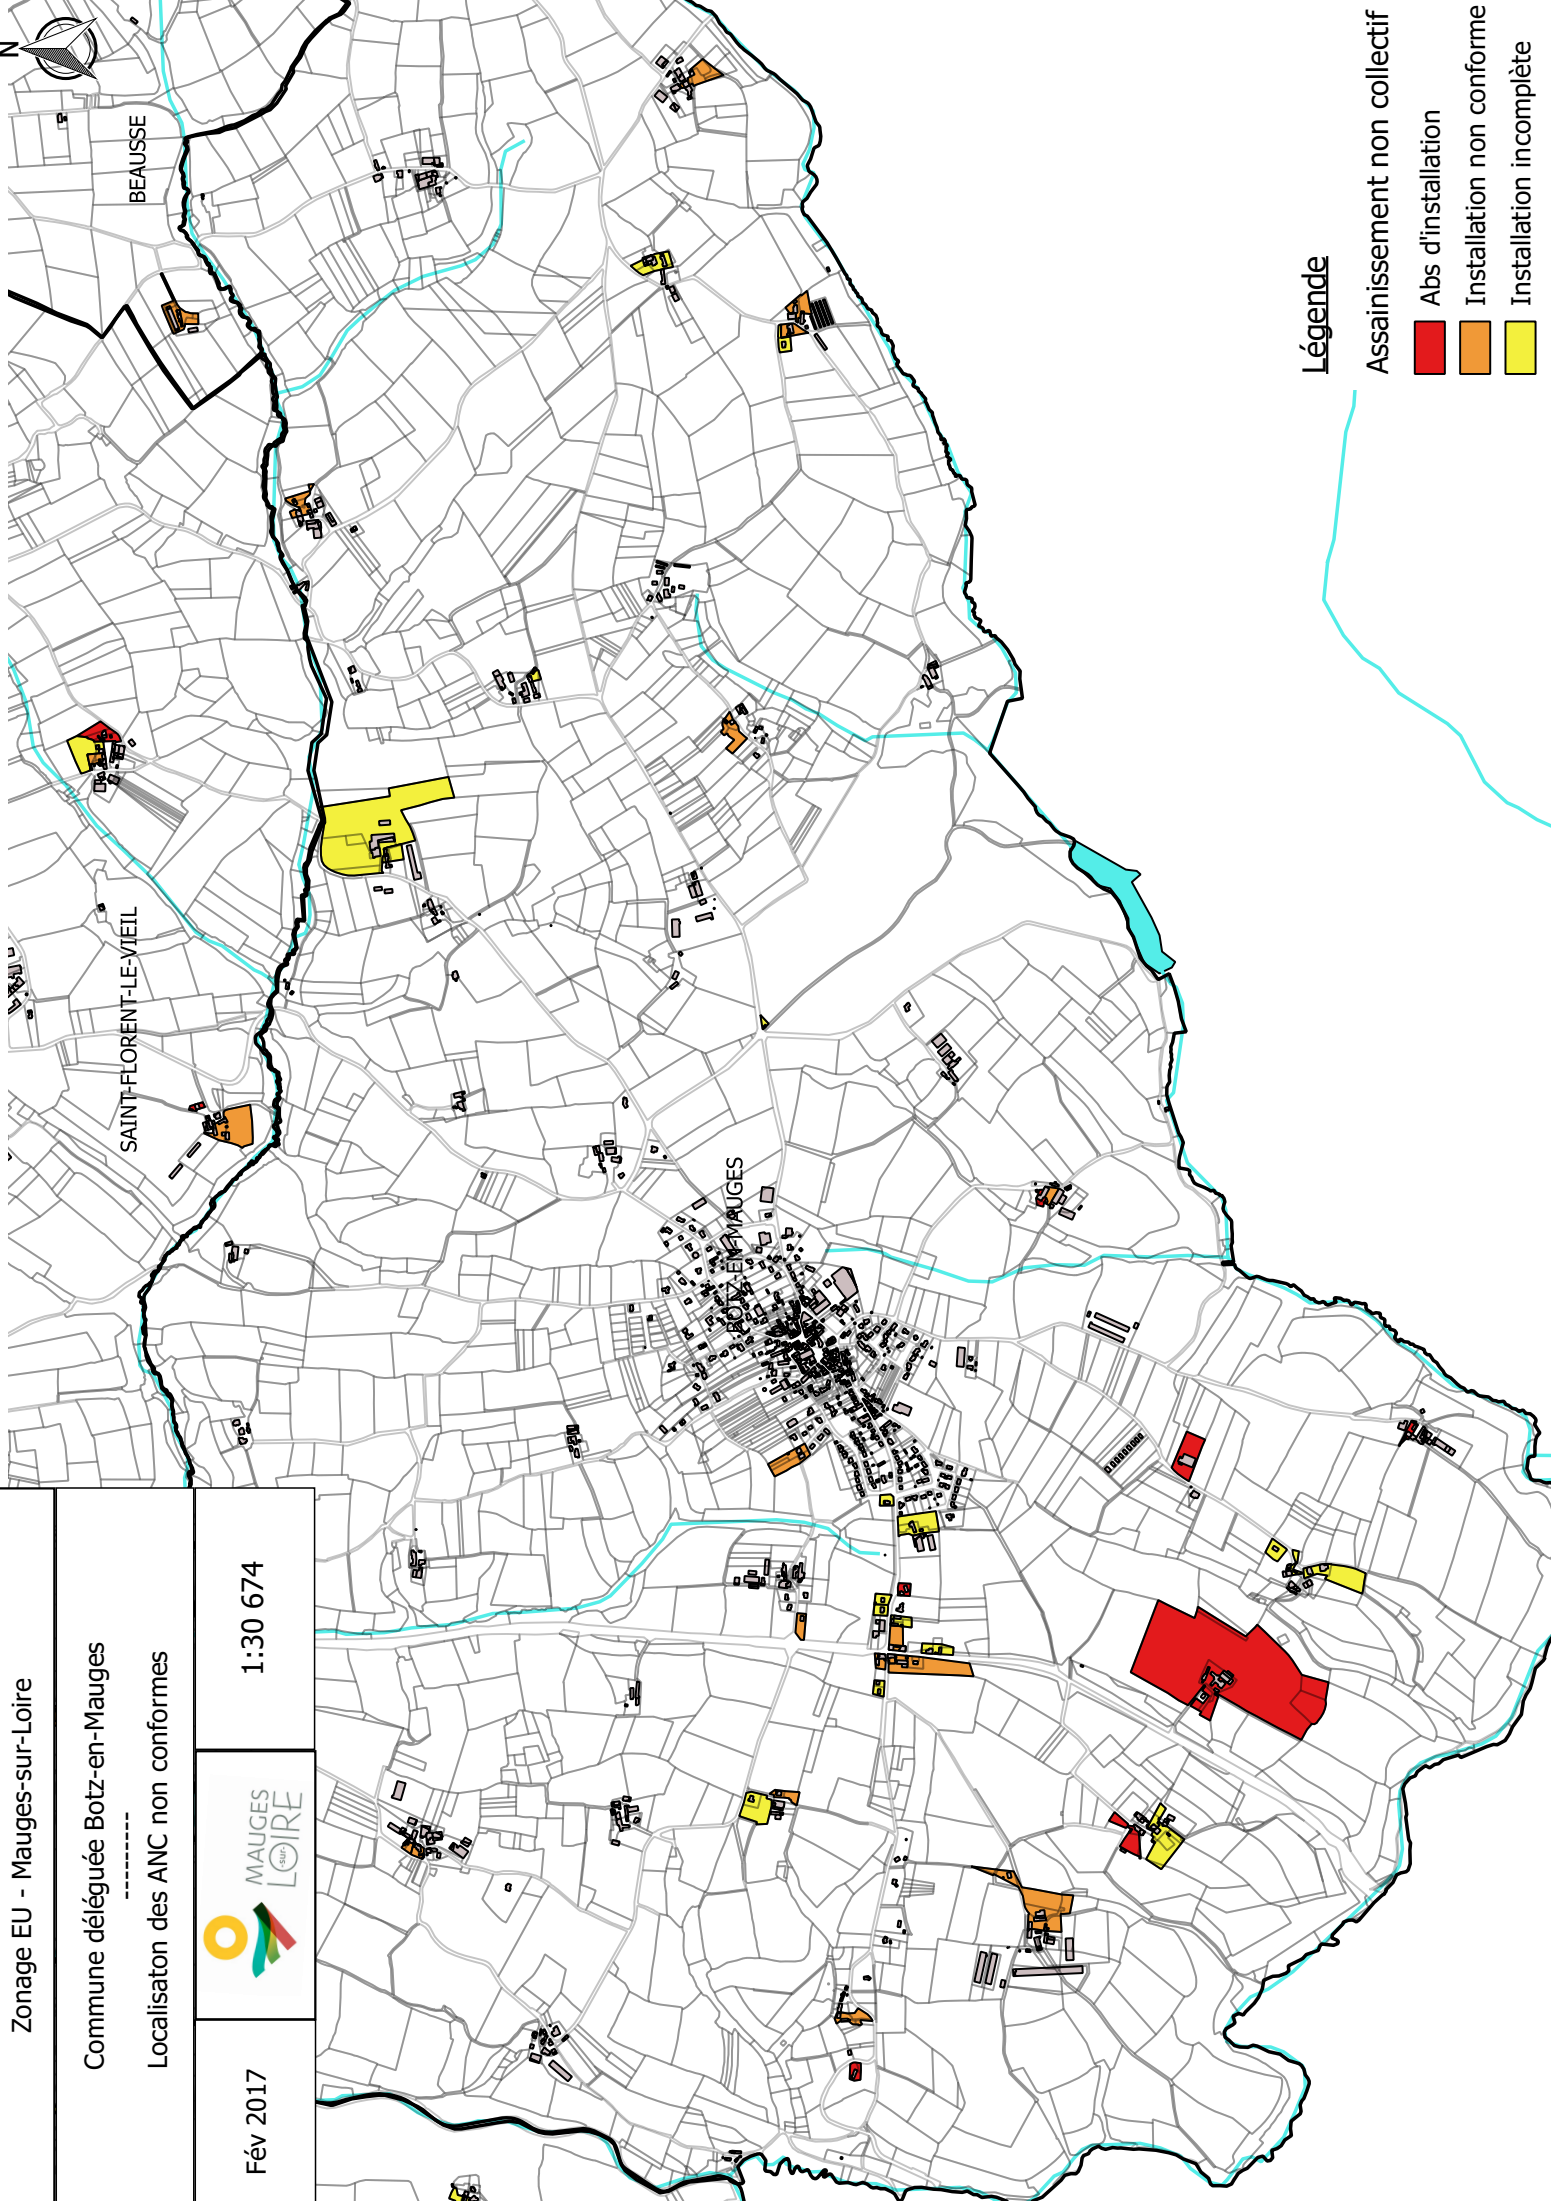 Zonage EU - Mauges-sur-Loire
Commune déléguée Botz-en-Mauges
---------
Localisaton des ANC non conformes
Fév 2017
MAUGES
-sur-
LOIRE
1:30 674
N
BEAUSSE
SAINT-FLORENT-LE-VIEIL
BOTZ-EN-MAUGES
Légende
Assainissement non collectif
Abs d'installation
Installation non conforme
Installation incomplète